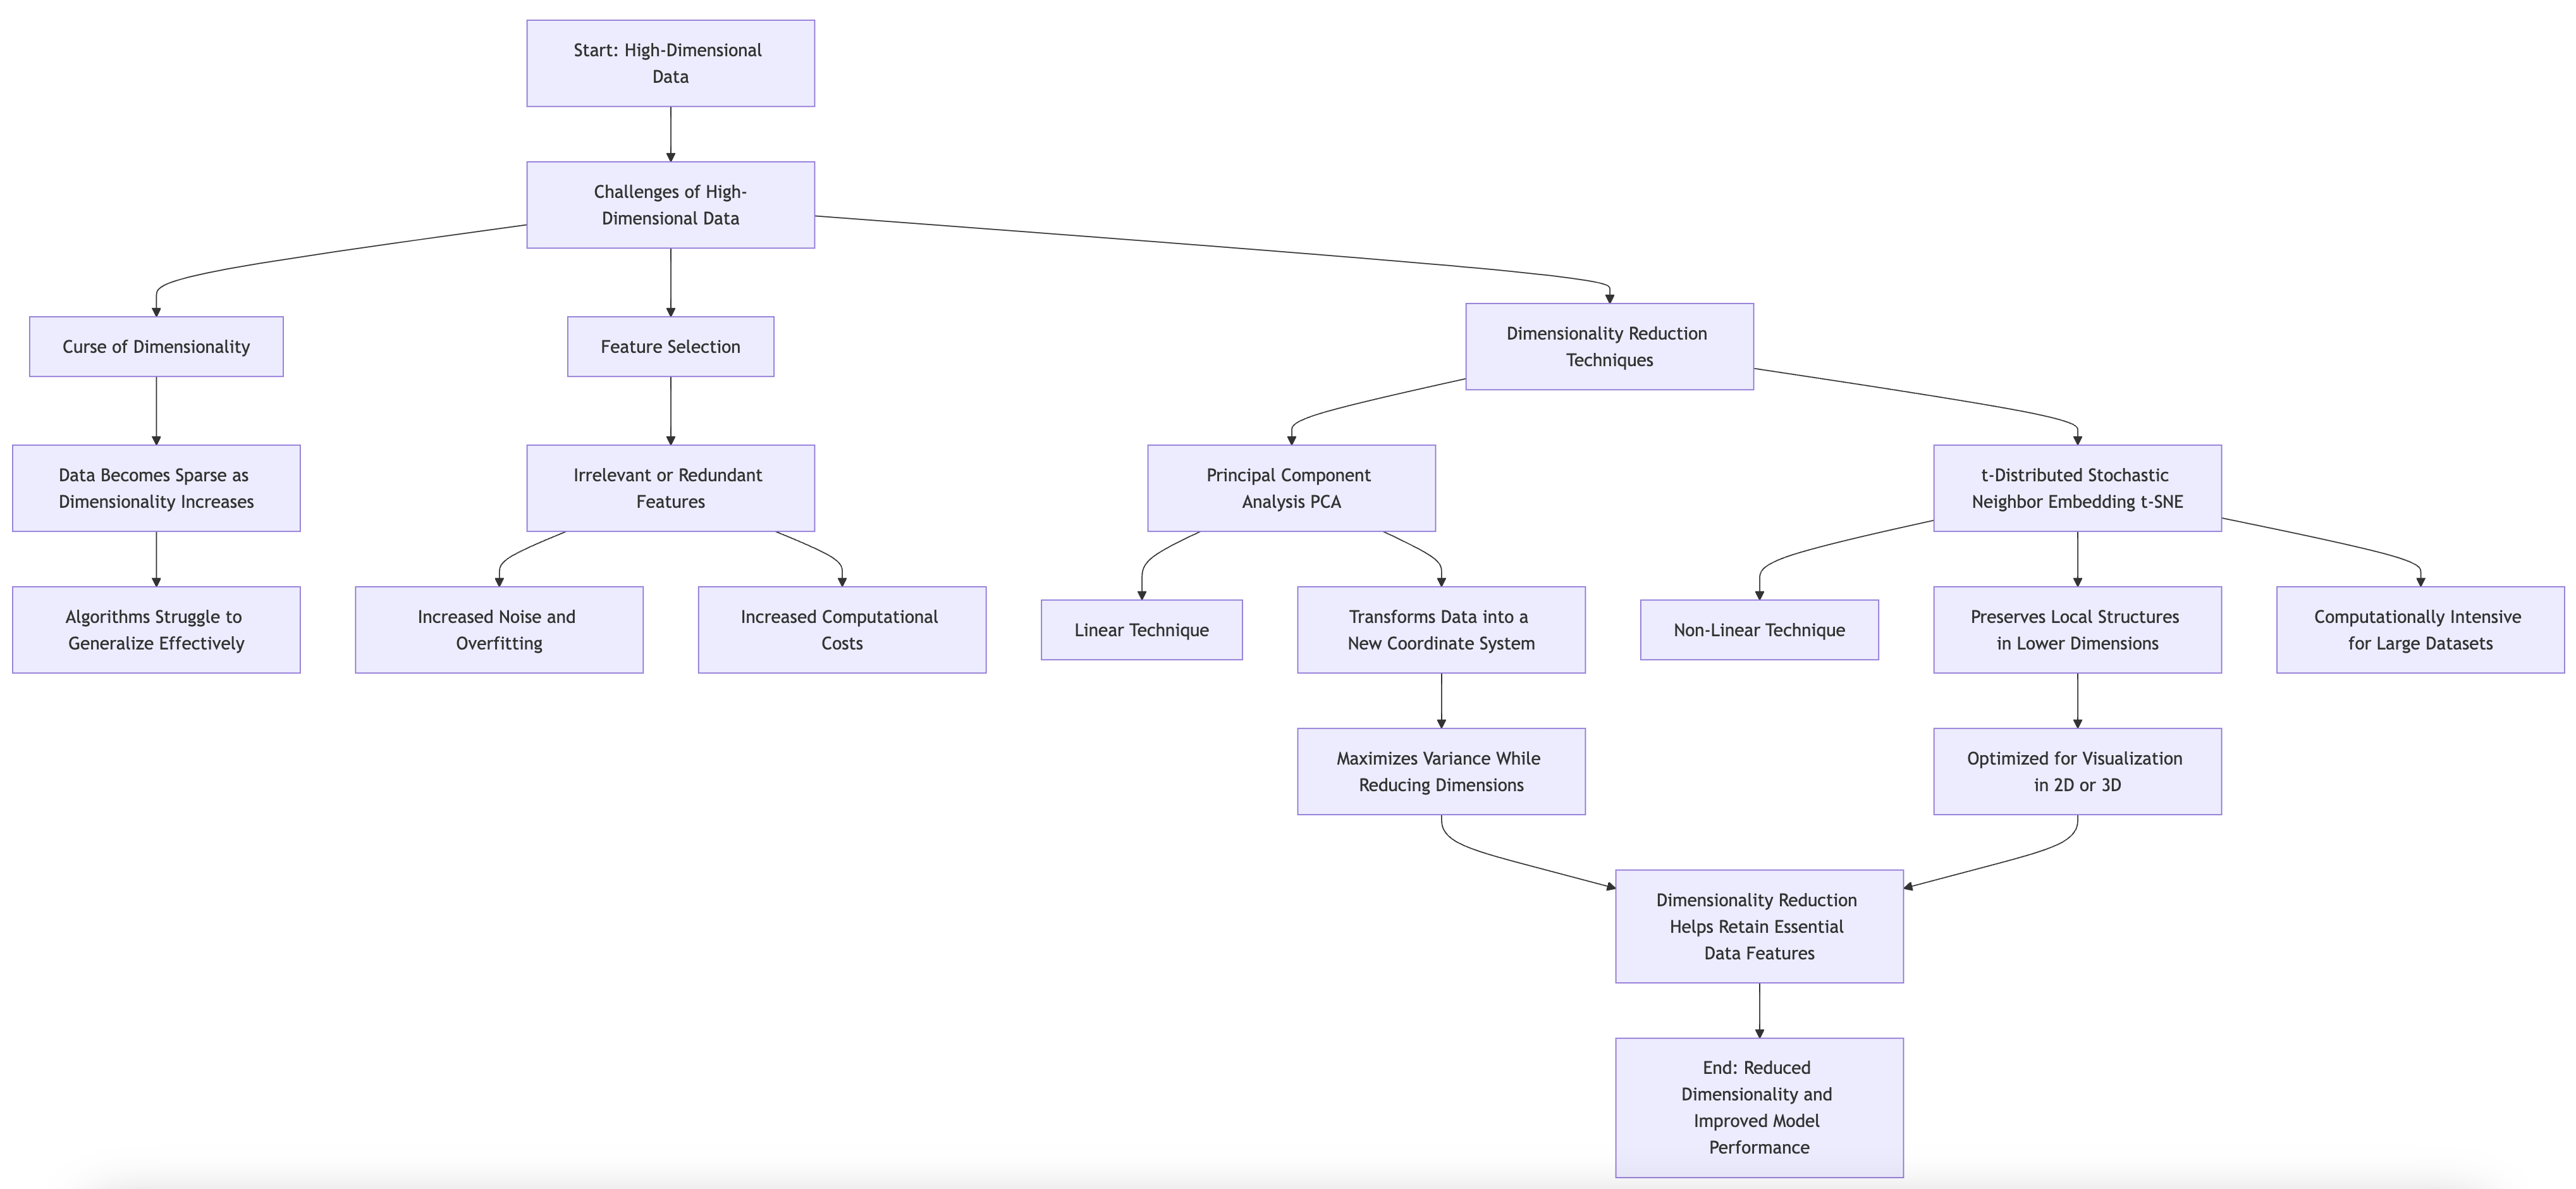 Start: High-Dimensional
Data
Challenges of High-
Dimensional Data
Curse of Dimensionality
Feature Selection
Dimensionality Reduction
Techniques
Data Becomes Sparse as
Dimensionality Increases
Irrelevant or Redundant
Features
Principal Component
Analysis PCA
t-Distributed Stochastic
Neighbor Embedding t-SNE
Algorithms Struggle to
Generalize Effectively
Increased Noise and
Overfitting
Increased Computational
Costs
Linear Technique
Transforms Data into a
New Coordinate System
Non-Linear Technique
Preserves Local Structures
in Lower Dimensions
Computationally Intensive
for Large Datasets
Maximizes Variance While
Reducing Dimensions
Optimized for Visualization
in 2D or 3D
Dimensionality Reduction
Helps Retain Essential
Data Features
End: Reduced
Dimensionality and
Improved Model
Performance